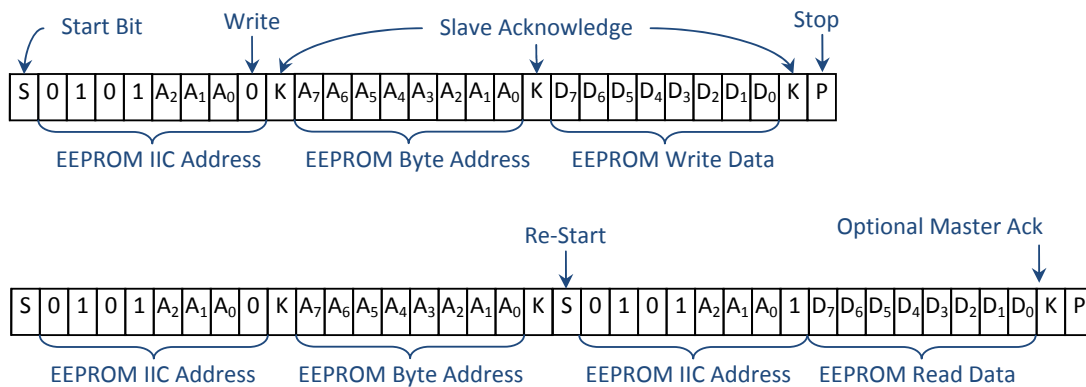 Start Bit Write Slave Acknowledge Stop
S 0 1 0 1 A₂ A₁ A₀ 0 K A₇ A₆ A₅ A₄ A₃ A₂ A₁ A₀ K D₇ D₆ D₅ D₄ D₃ D₂ D₁ D₀ K P
EEPROM IIC Address EEPROM Byte Address EEPROM Write Data
Re-Start Optional Master Ack
S 0 1 0 1 A₂ A₁ A₀ 0 K A₇ A₆ A₅ A₄ A₃ A₂ A₁ A₀ K S 0 1 0 1 A₂ A₁ A₀ 1 D₇ D₆ D₅ D₄ D₃ D₂ D₁ D₀ K P
EEPROM IIC Address EEPROM Byte Address EEPROM IIC Address EEPROM Read Data